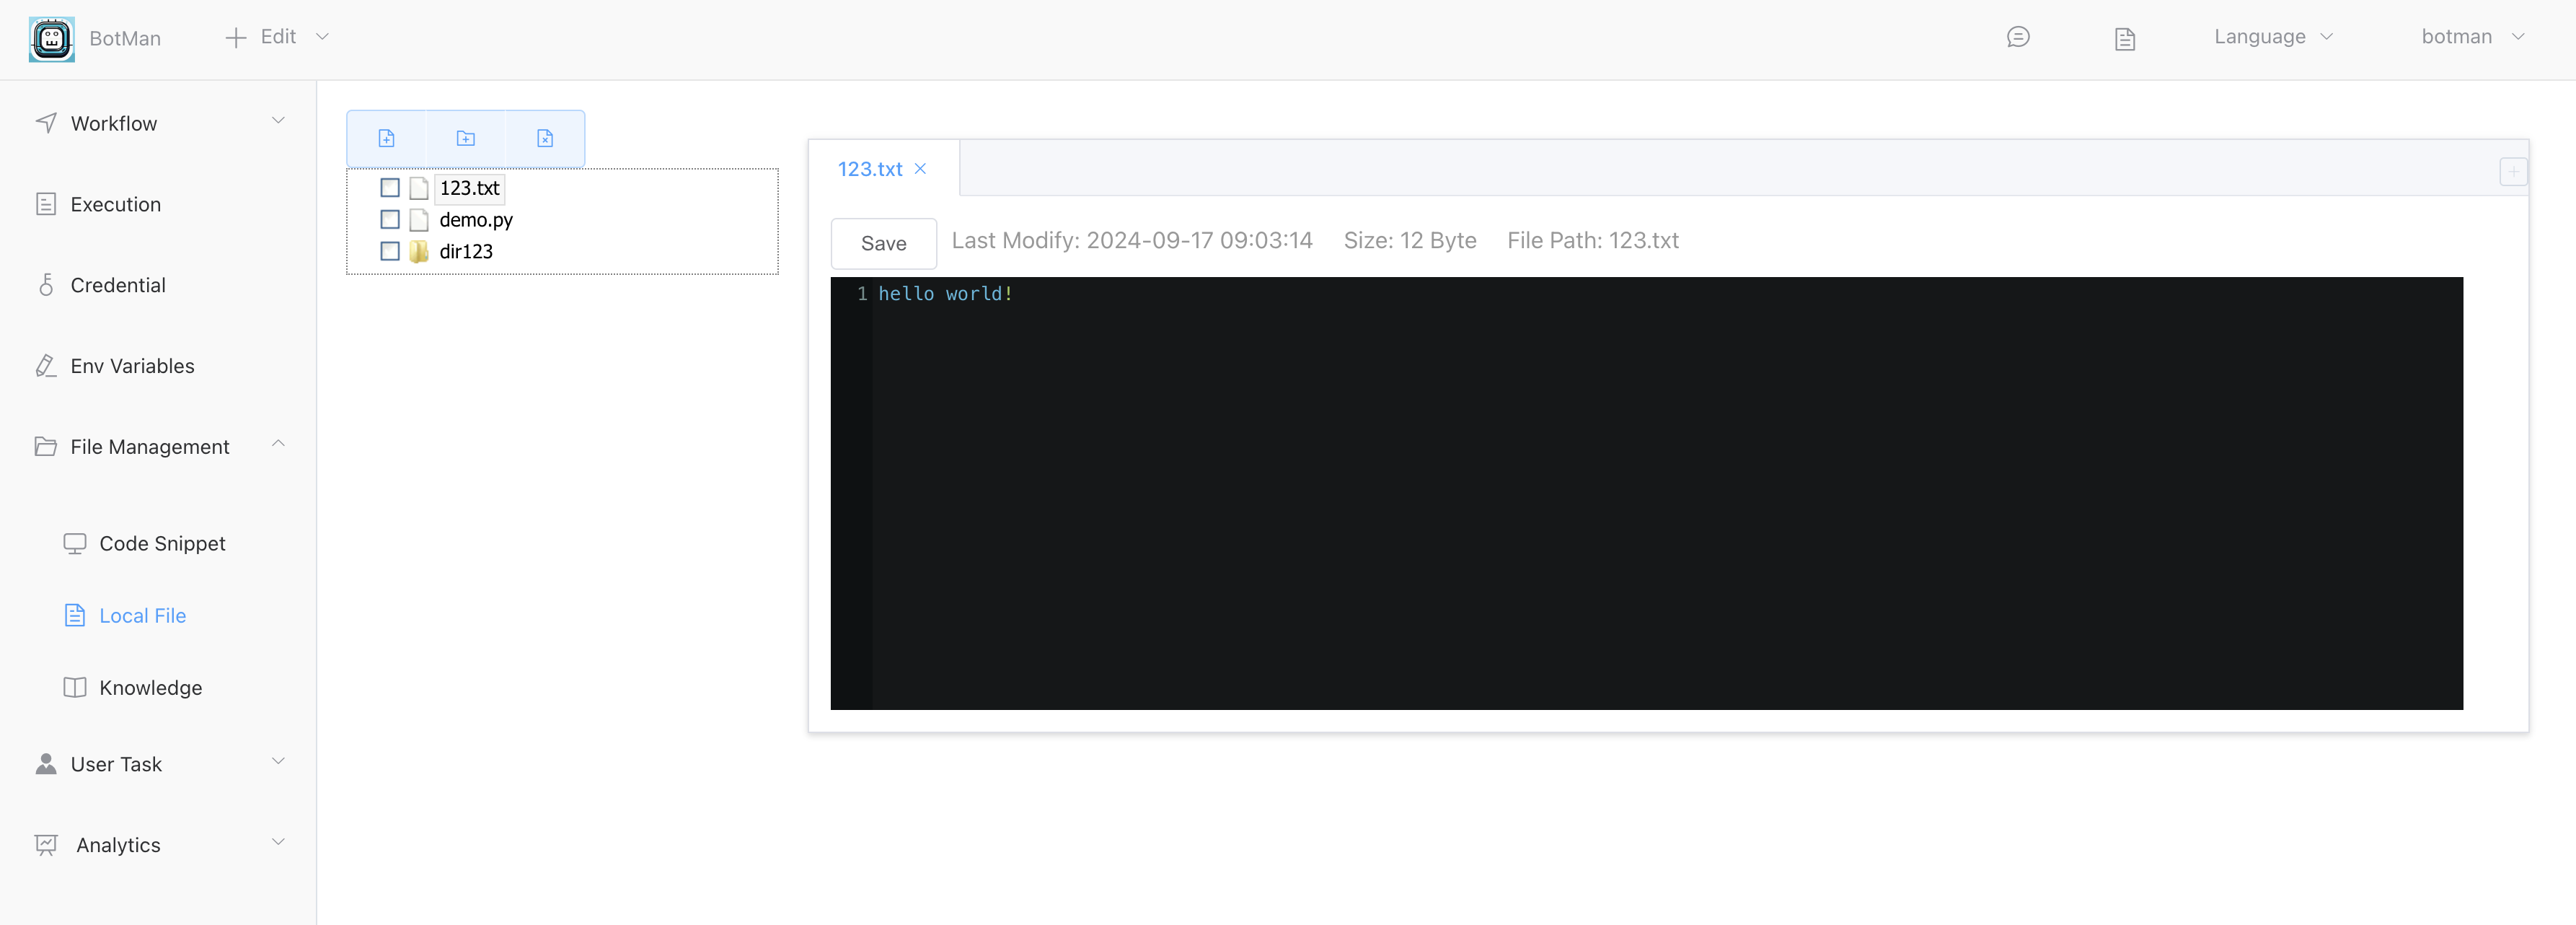 BotMan
Edit
Language
botman
Workflow
Execution
Credential
Env Variables
File Management
Code Snippet
Local File
Knowledge
User Task
Analytics
123.txt
demo.py
dir123
123.txt
Save
Last Modify: 2024-09-17 09:03:14 Size: 12 Byte File Path: 123.txt
1 hello world!